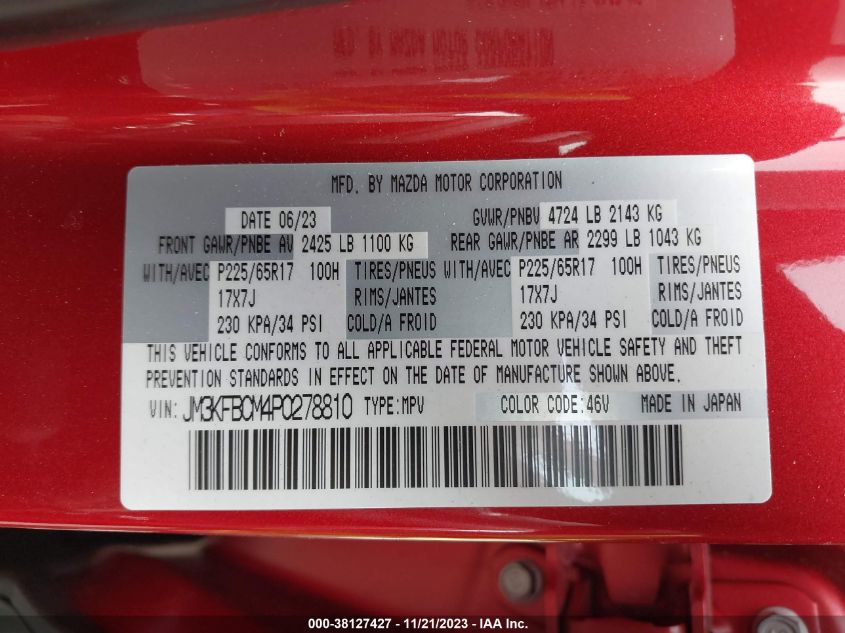 MFD. BY MAZDA MOTOR CORPORATION
DATE 06/23 GVWR/PNBV 4724 LB 2143 KG
FRONT GAWR/PNBE AV 2425 LB 1100 KG REAR GAWR/PNBE AR 2299 LB 1043 KG
WITH/AVEC P225/65R17 100H TIRES/PNEUS WITH/AVEC P225/65R17 100H TIRES/PNEUS
17X7J RIMS/JANTES 17X7J RIMS/JANTES
230 KPA/34 PSI COLD/A FROID 230 KPA/34 PSI COLD/A FROID
THIS VEHICLE CONFORMS TO ALL APPLICABLE FEDERAL MOTOR VEHICLE SAFETY AND THEFT
PREVENTION STANDARDS IN EFFECT ON THE DATE OF MANUFACTURE SHOWN ABOVE.
VIN: JM3KFBCM4P0278810 TYPE:MPV COLOR CODE:46V MADE IN JAPAN
000-38127427 - 11/21/2023 - 1744 - IAAI - Copyright 2023 IAA, Inc.